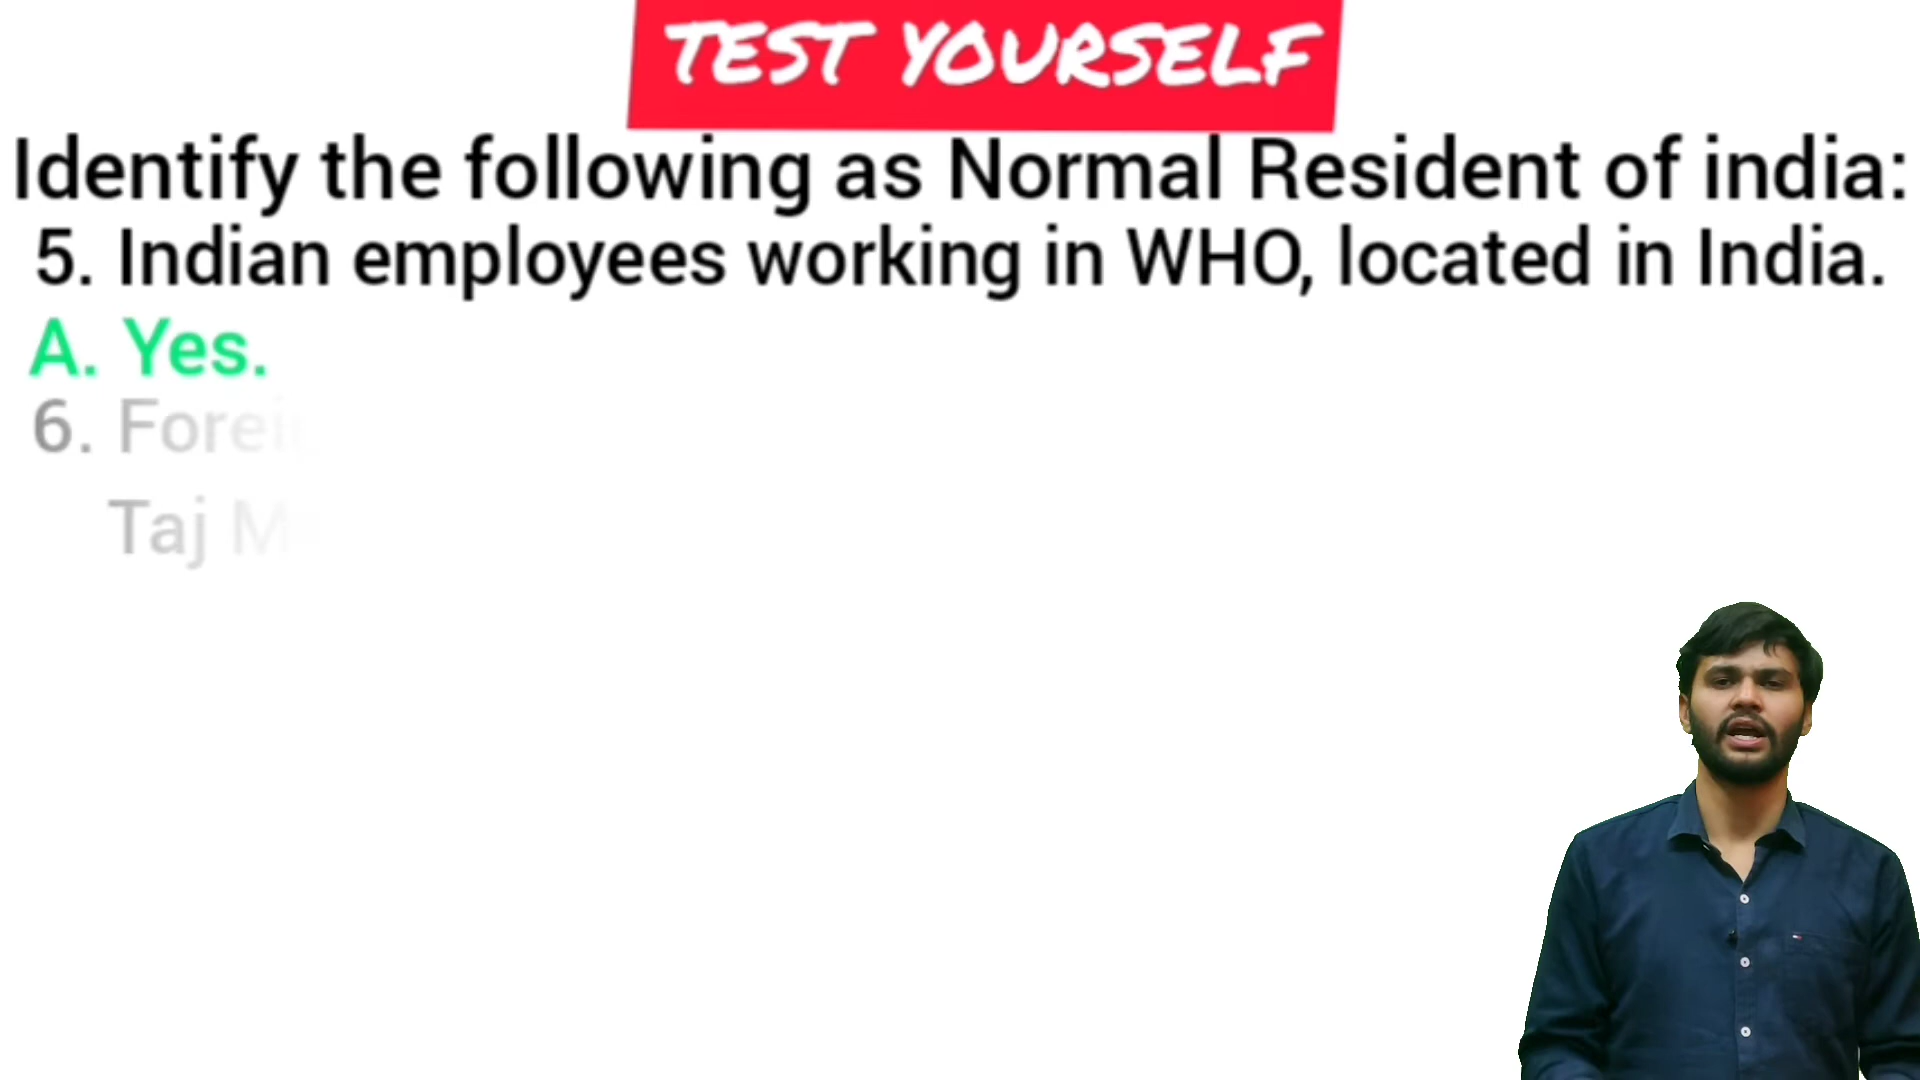 TEST YOURSELF
Identify the following as Normal Resident of india:
5. Indian employees working in WHO, located in India.
A. Yes.
6.
Taj